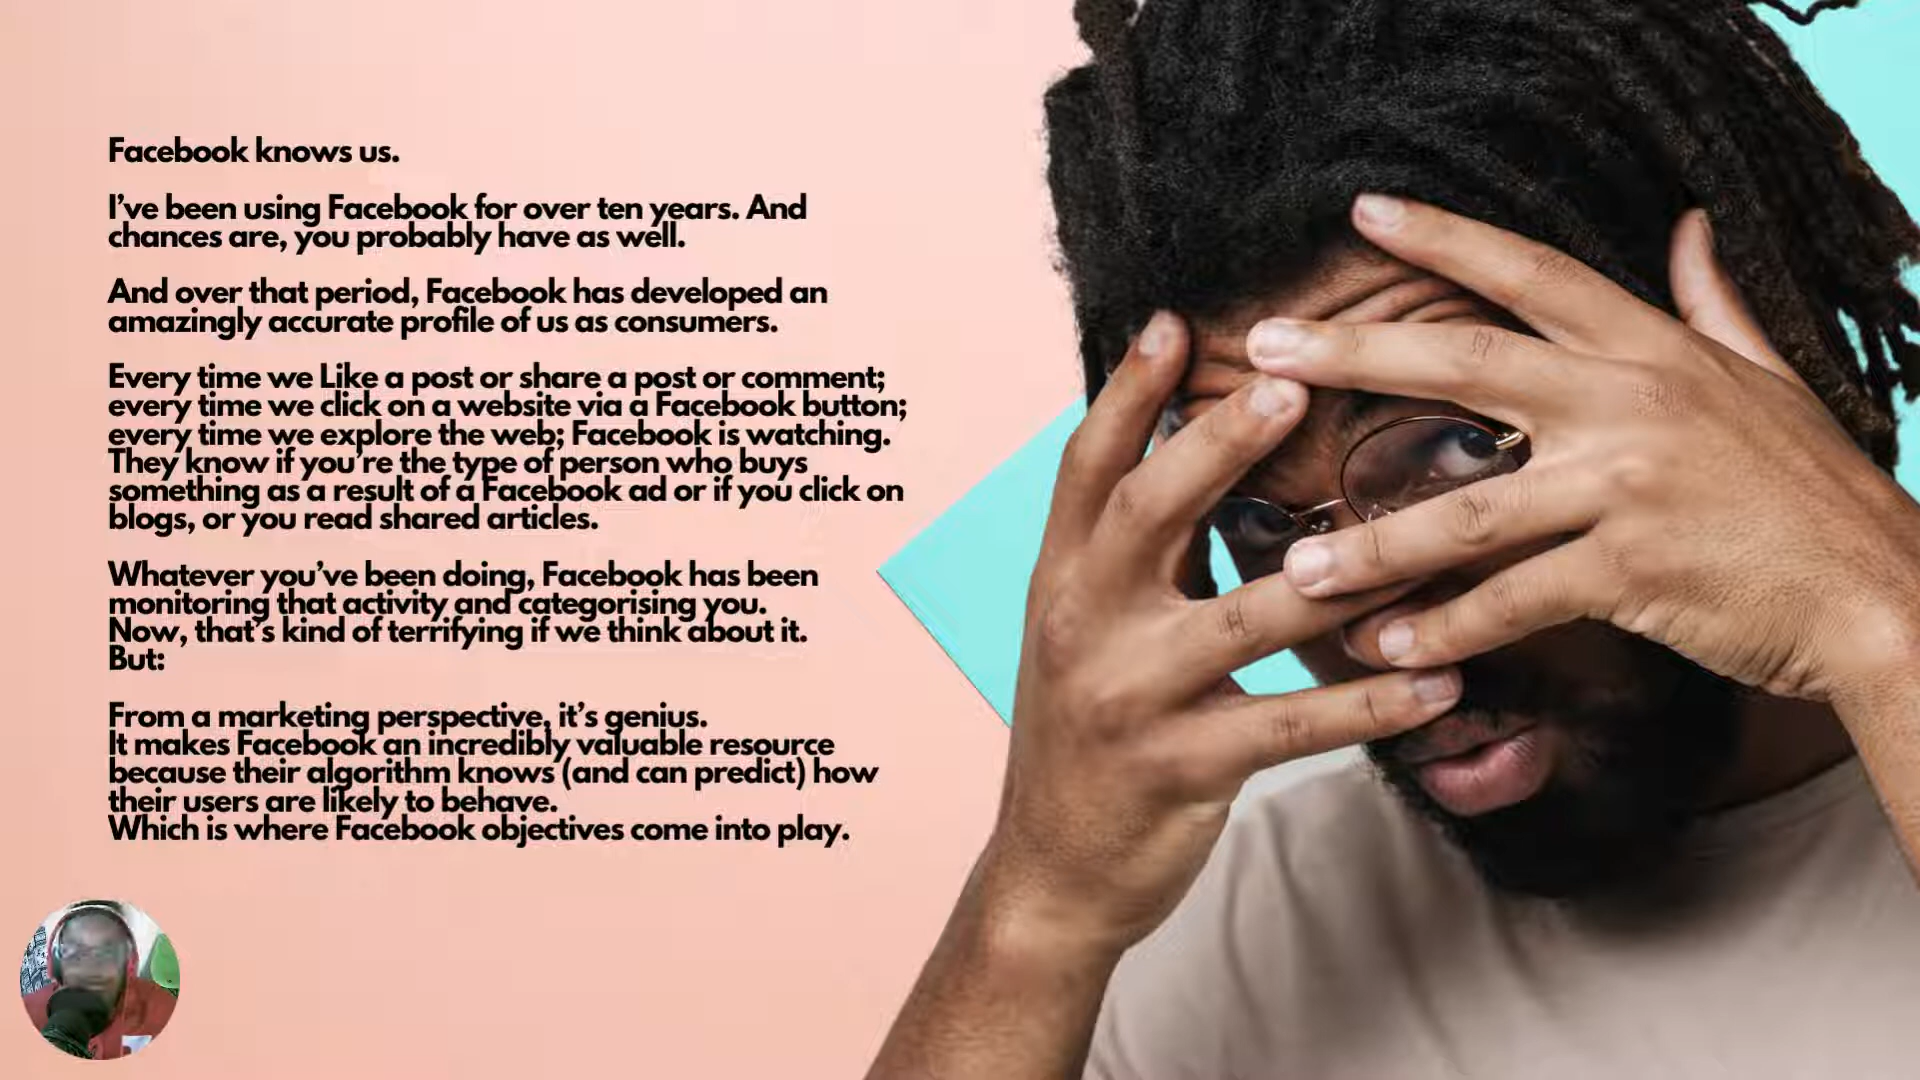 Facebook knows us.
I've been using Facebook for over ten years. And
chances are, you probably have as well.
And over that period, Facebook has developed an
amazingly accurate profile of us as consumers.
Every time we Like a post or share a post or comment;
every time we click on a website via a Facebook button;
every time we explore the web; Facebook is watching.
They know if you're the type of person who buys
something as a result of a Facebook ad or if you click on
blogs, or you read shared articles.
Whatever you've been doing, Facebook has been
monitoring that activity and categorising you.
Now, that's kind of terrifying if we think about it.
But:
From a marketing perspective, it's genius.
It makes Facebook an incredibly valuable resource
because their algorithm knows (and can predict) how
their users are likely to behave.
Which is where Facebook objectives come into play.